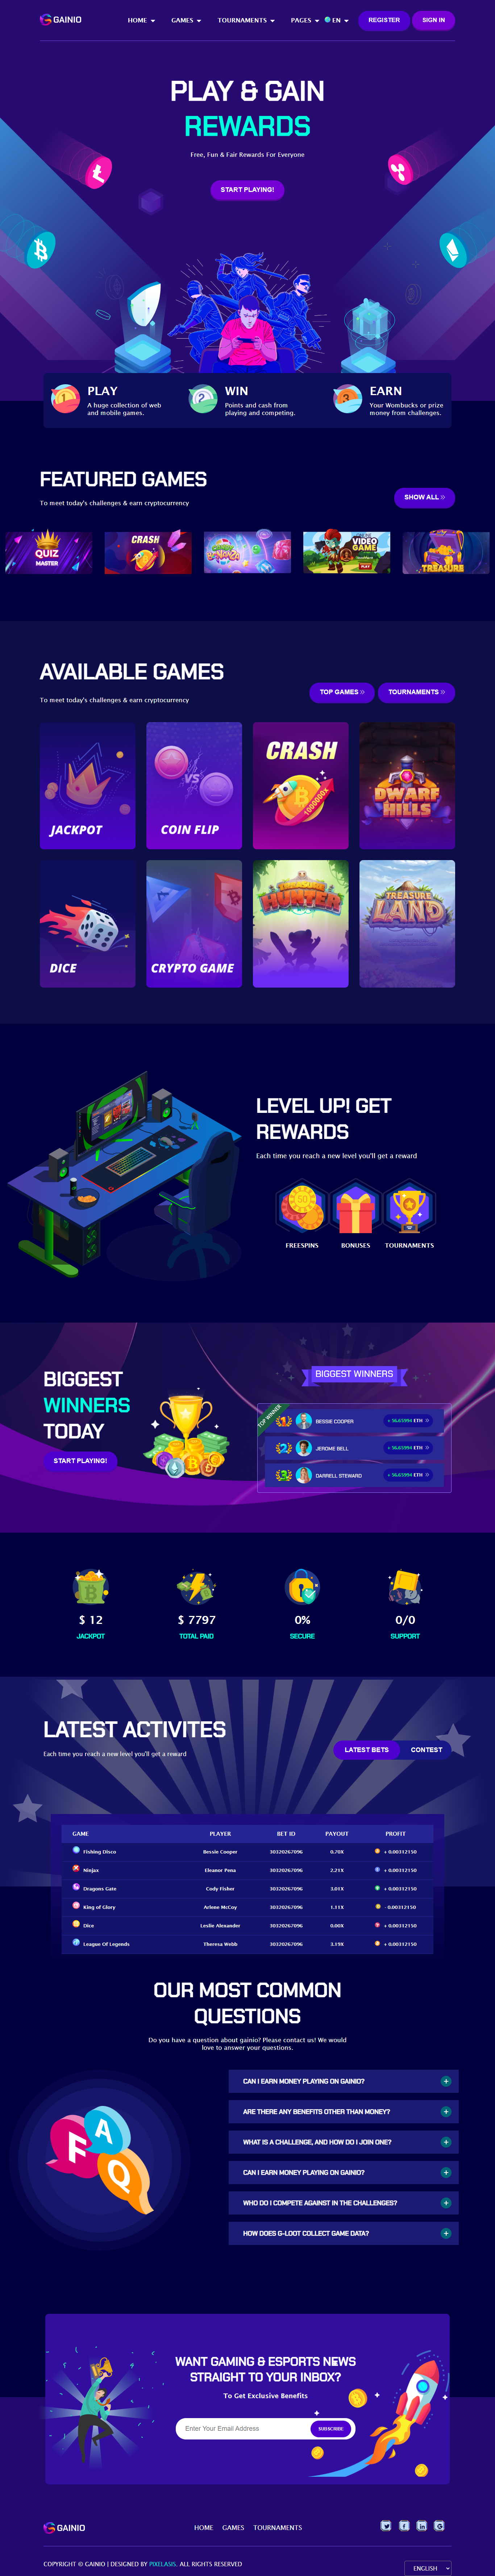 GAINIO
HOME
GAMES
TOURNAMENTS
PAGES
EN
REGISTER
SIGN IN
PLAY & GAIN
REWARDS
Free, Fun & Fair Rewards For Everyone
START PLAYING!
PLAY
A huge collection of web
and mobile games.
WIN
Points and cash from
playing and competing.
EARN
Your Wombucks or prize
money from challenges.
FEATURED GAMES
To meet today's challenges & earn cryptocurrency
SHOW ALL
QUIZ
MASTER
CRASH
VIDEO
GAME
PLAY
TREASURE
AVAILABLE GAMES
To meet today's challenges & earn cryptocurrency
TOP GAMES
TOURNAMENTS
JACKPOT
VS
COIN FLIP
CRASH
1000000X
DWARF
HILLS
DICE
CRYPTO GAME
TREASURE
HUNTER
TREASURE
LAND
LEVEL UP! GET
REWARDS
Each time you reach a new level you'll get a reward
FREESPINS
BONUSES
TOURNAMENTS
BIGGEST
WINNERS
TODAY
START PLAYING!
BIGGEST WINNERS
TOP WINNER
1
BESSIE COOPER
+ 56.65994 ETH
2
JEROME BELL
+ 56.65994 ETH
3
DARRELL STEWARD
+ 56.65994 ETH
$ 12
JACKPOT
$ 7797
TOTAL PAID
0%
SECURE
0/0
SUPPORT
LATEST ACTIVITES
Each time you reach a new level you'll get a reward
LATEST BETS
CONTEST
GAME PLAYER BET ID PAYOUT PROFIT
Fishing Disco Bessie Cooper 30320267096 0.70X + 0.00312150
Ninjax Eleanor Pena 30320267096 2.21X + 0.00312150
Dragons Gate Cody Fisher 30320267096 3.01X + 0.00312150
King of Glory Arlene McCoy 30320267096 1.11X - 0.00312150
Dice Leslie Alexander 30320267096 0.00X + 0.00312150
League Of Legends Theresa Webb 30320267096 3.19X + 0.00312150
OUR MOST COMMON
QUESTIONS
Do you have a question about gainio? Please contact us! We would
love to answer your questions.
FAQ
CAN I EARN MONEY PLAYING ON GAINIO?
ARE THERE ANY BENEFITS OTHER THAN MONEY?
WHAT IS A CHALLENGE, AND HOW DO I JOIN ONE?
CAN I EARN MONEY PLAYING ON GAINIO?
WHO DO I COMPETE AGAINST IN THE CHALLENGES?
HOW DOES G-LOOT COLLECT GAME DATA?
WANT GAMING & ESPORTS NEWS
STRAIGHT TO YOUR INBOX?
To Get Exclusive Benefits
Enter Your Email Address
SUBSCRIBE
GAINIO
HOME
GAMES
TOURNAMENTS
COPYRIGHT © GAINIO | DESIGNED BY PIXELAXIS. ALL RIGHTS RESERVED
ENGLISH